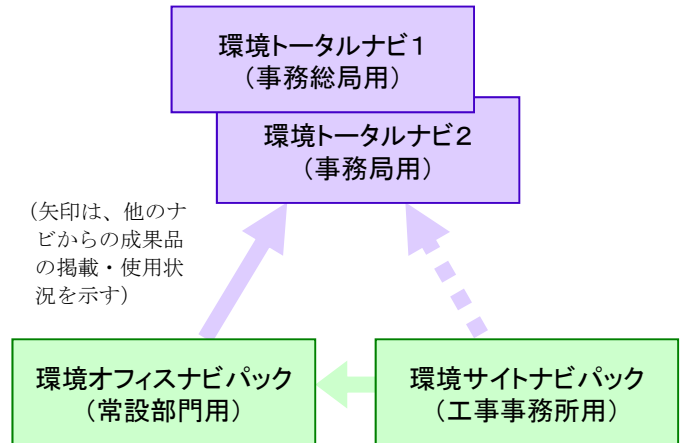 環境トータルナビ1
（事務総局用）
環境トータルナビ2
（事務局用）
（矢印は、他のナ
ビからの成果品
の掲載・使用状
況を示す）
環境オフィスナビパック
（常設部門用）
環境サイトナビパック
（工事事務所用）